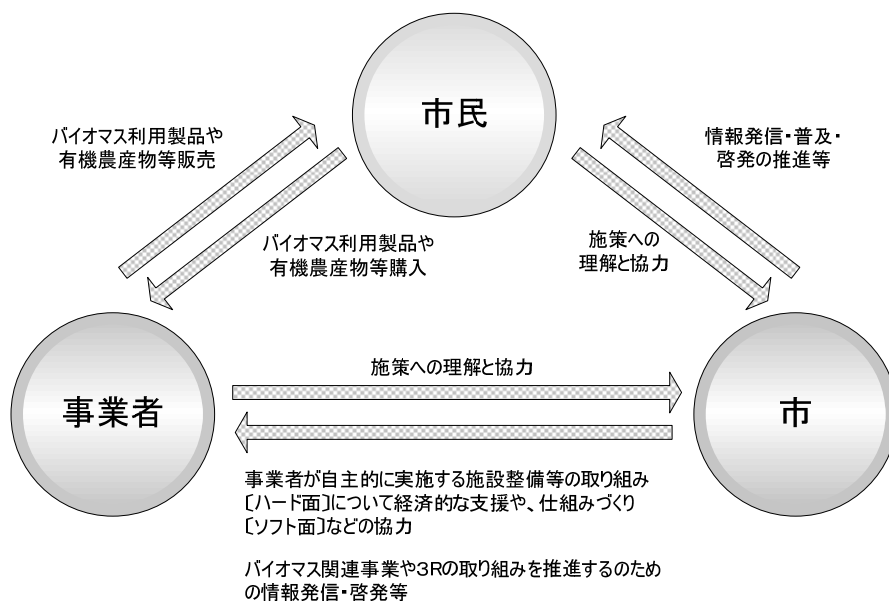 市民
バイオマス利用製品や
有機農産物等販売
情報発信・普及・
啓発の推進等
バイオマス利用製品や
有機農産物等購入
施策への
理解と協力
事業者
施策への理解と協力
市
事業者が自主的に実施する施設整備等の取り組み
〔ハード面〕について経済的な支援や、仕組みづくり
〔ソフト面〕などの協力
バイオマス関連事業や3Rの取り組みを推進するのため
の情報発信・啓発等